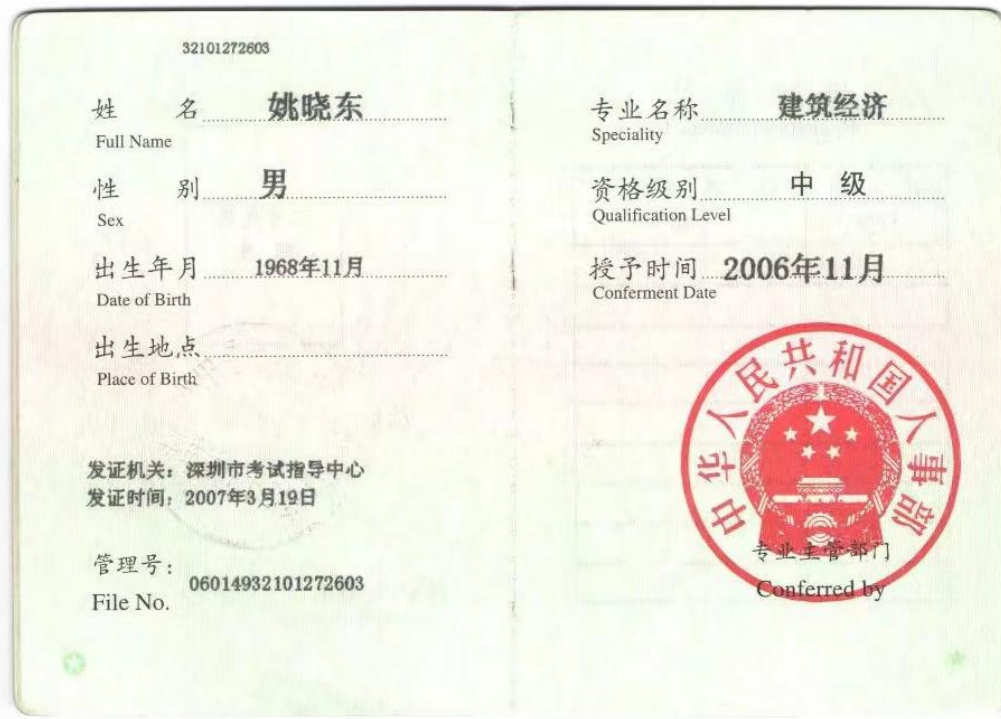 32101272603
姓 名 姚晓东
Full Name
性 别 男
Sex
出生年月 1968年11月
Date of Birth
出生地点
Place of Birth
发证机关：深圳市考试指导中心
发证时间：2007年3月19日
管理号：
06014932101272603
File No.
专业名称 建筑经济
Speciality
资格级别 中 级
Qualification Level
授予时间 2006年11月
Conferment Date
中华人民共和国人事部
专业主管部门
Conferred by